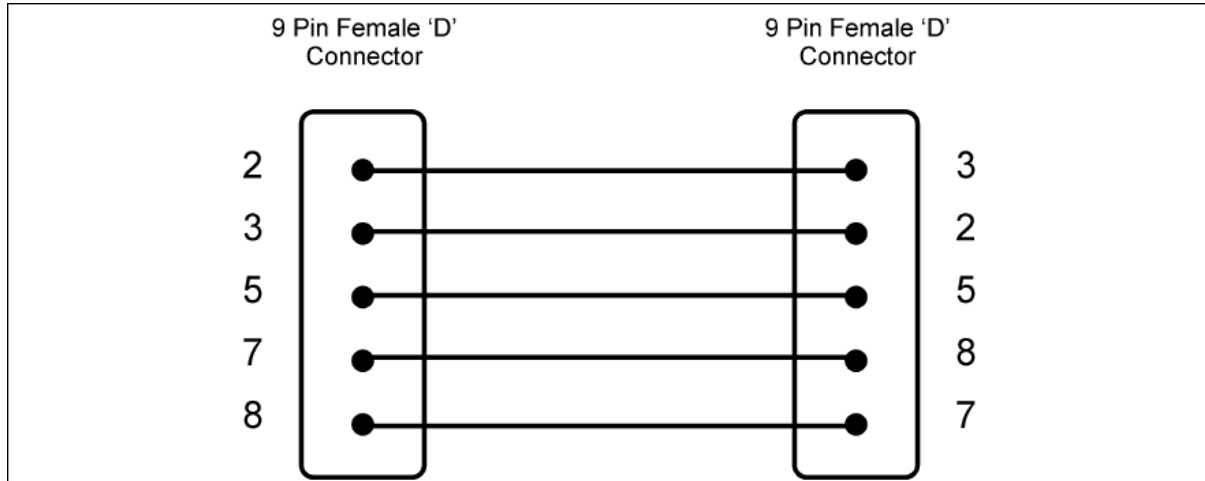 9 Pin Female ‘D’
Connector
9 Pin Female ‘D’
Connector
2 3
3 2
5 5
7 8
8 7